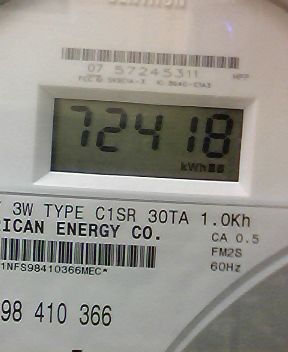 07 57245311
72418
kWh
3W TYPE C1SR 30TA 1.0Kh
RICAN ENERGY CO.
CA 0.5
FM2S
60Hz
1NFS98410366MEC*
98 410 366